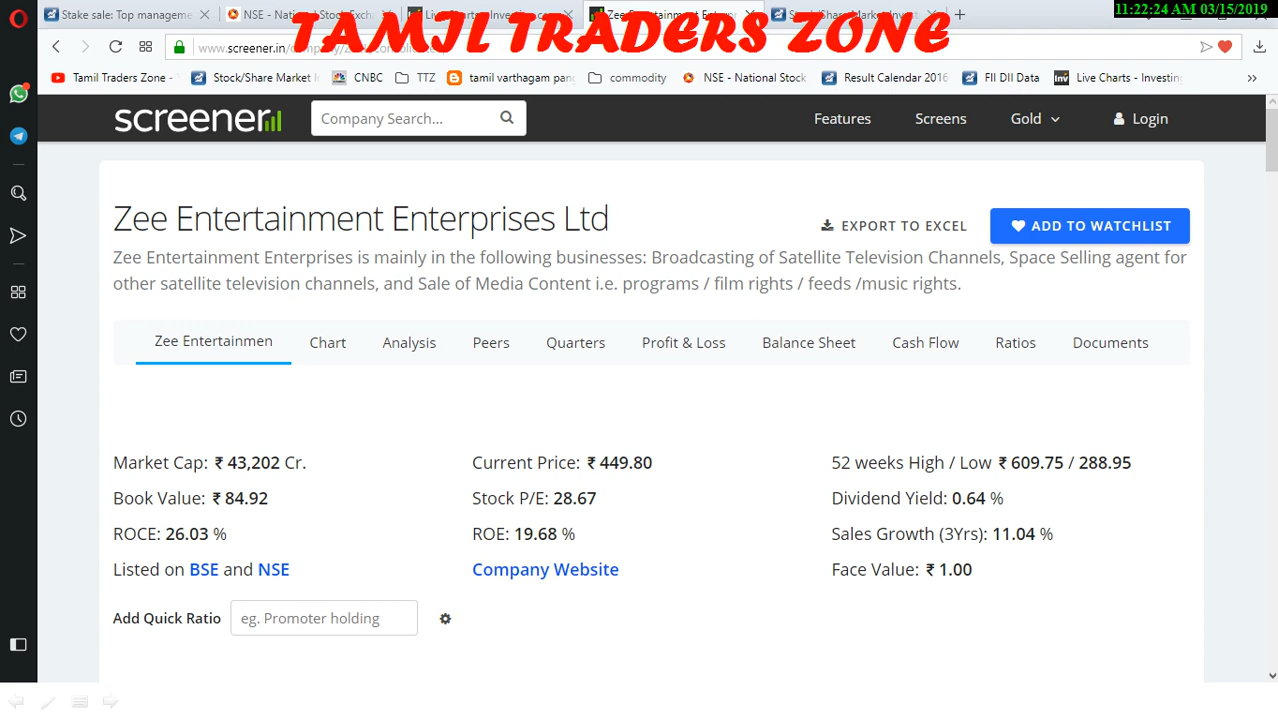 11:22:24 AM 03/15/2019
TAMIL TRADERS ZONE
Stake sale: Top manageme
NSE - National Stock Exch
Zee Entertainment Enterpr
www.screener.in/
Tamil Traders Zone -
Stock/Share Market I
CNBC
TTZ
tamil varthagam pan
commodity
NSE - National Stock
Result Calendar 2016
FII DII Data
Live Charts - Investin
screener
Company Search...
Features
Screens
Gold
Login
Zee Entertainment Enterprises Ltd
EXPORT TO EXCEL
ADD TO WATCHLIST
Zee Entertainment Enterprises is mainly in the following businesses: Broadcasting of Satellite Television Channels, Space Selling agent for
other satellite television channels, and Sale of Media Content i.e. programs / film rights / feeds /music rights.
Zee Entertainmen
Chart
Analysis
Peers
Quarters
Profit & Loss
Balance Sheet
Cash Flow
Ratios
Documents
Market Cap: ₹ 43,202 Cr.
Current Price: ₹ 449.80
52 weeks High / Low ₹ 609.75 / 288.95
Book Value: ₹ 84.92
Stock P/E: 28.67
Dividend Yield: 0.64 %
ROCE: 26.03 %
ROE: 19.68 %
Sales Growth (3Yrs): 11.04 %
Listed on BSE and NSE
Company Website
Face Value: ₹ 1.00
Add Quick Ratio
eg. Promoter holding